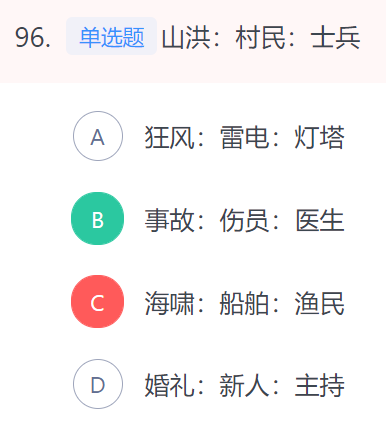 96. 单选题 山洪：村民：士兵
A 狂风：雷电：灯塔
B 事故：伤员：医生
C 海啸：船舶：渔民
D 婚礼：新人：主持